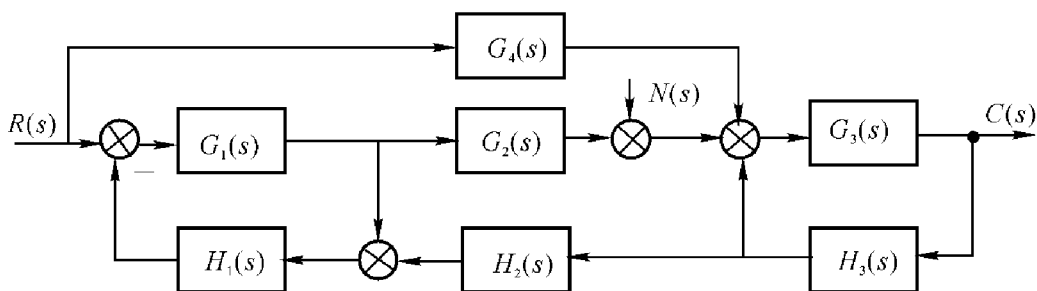 G₄(s)
N(s)
R(s)
C(s)
G₁(s)
G₂(s)
G₃(s)
−
H₁(s)
H₂(s)
H₃(s)